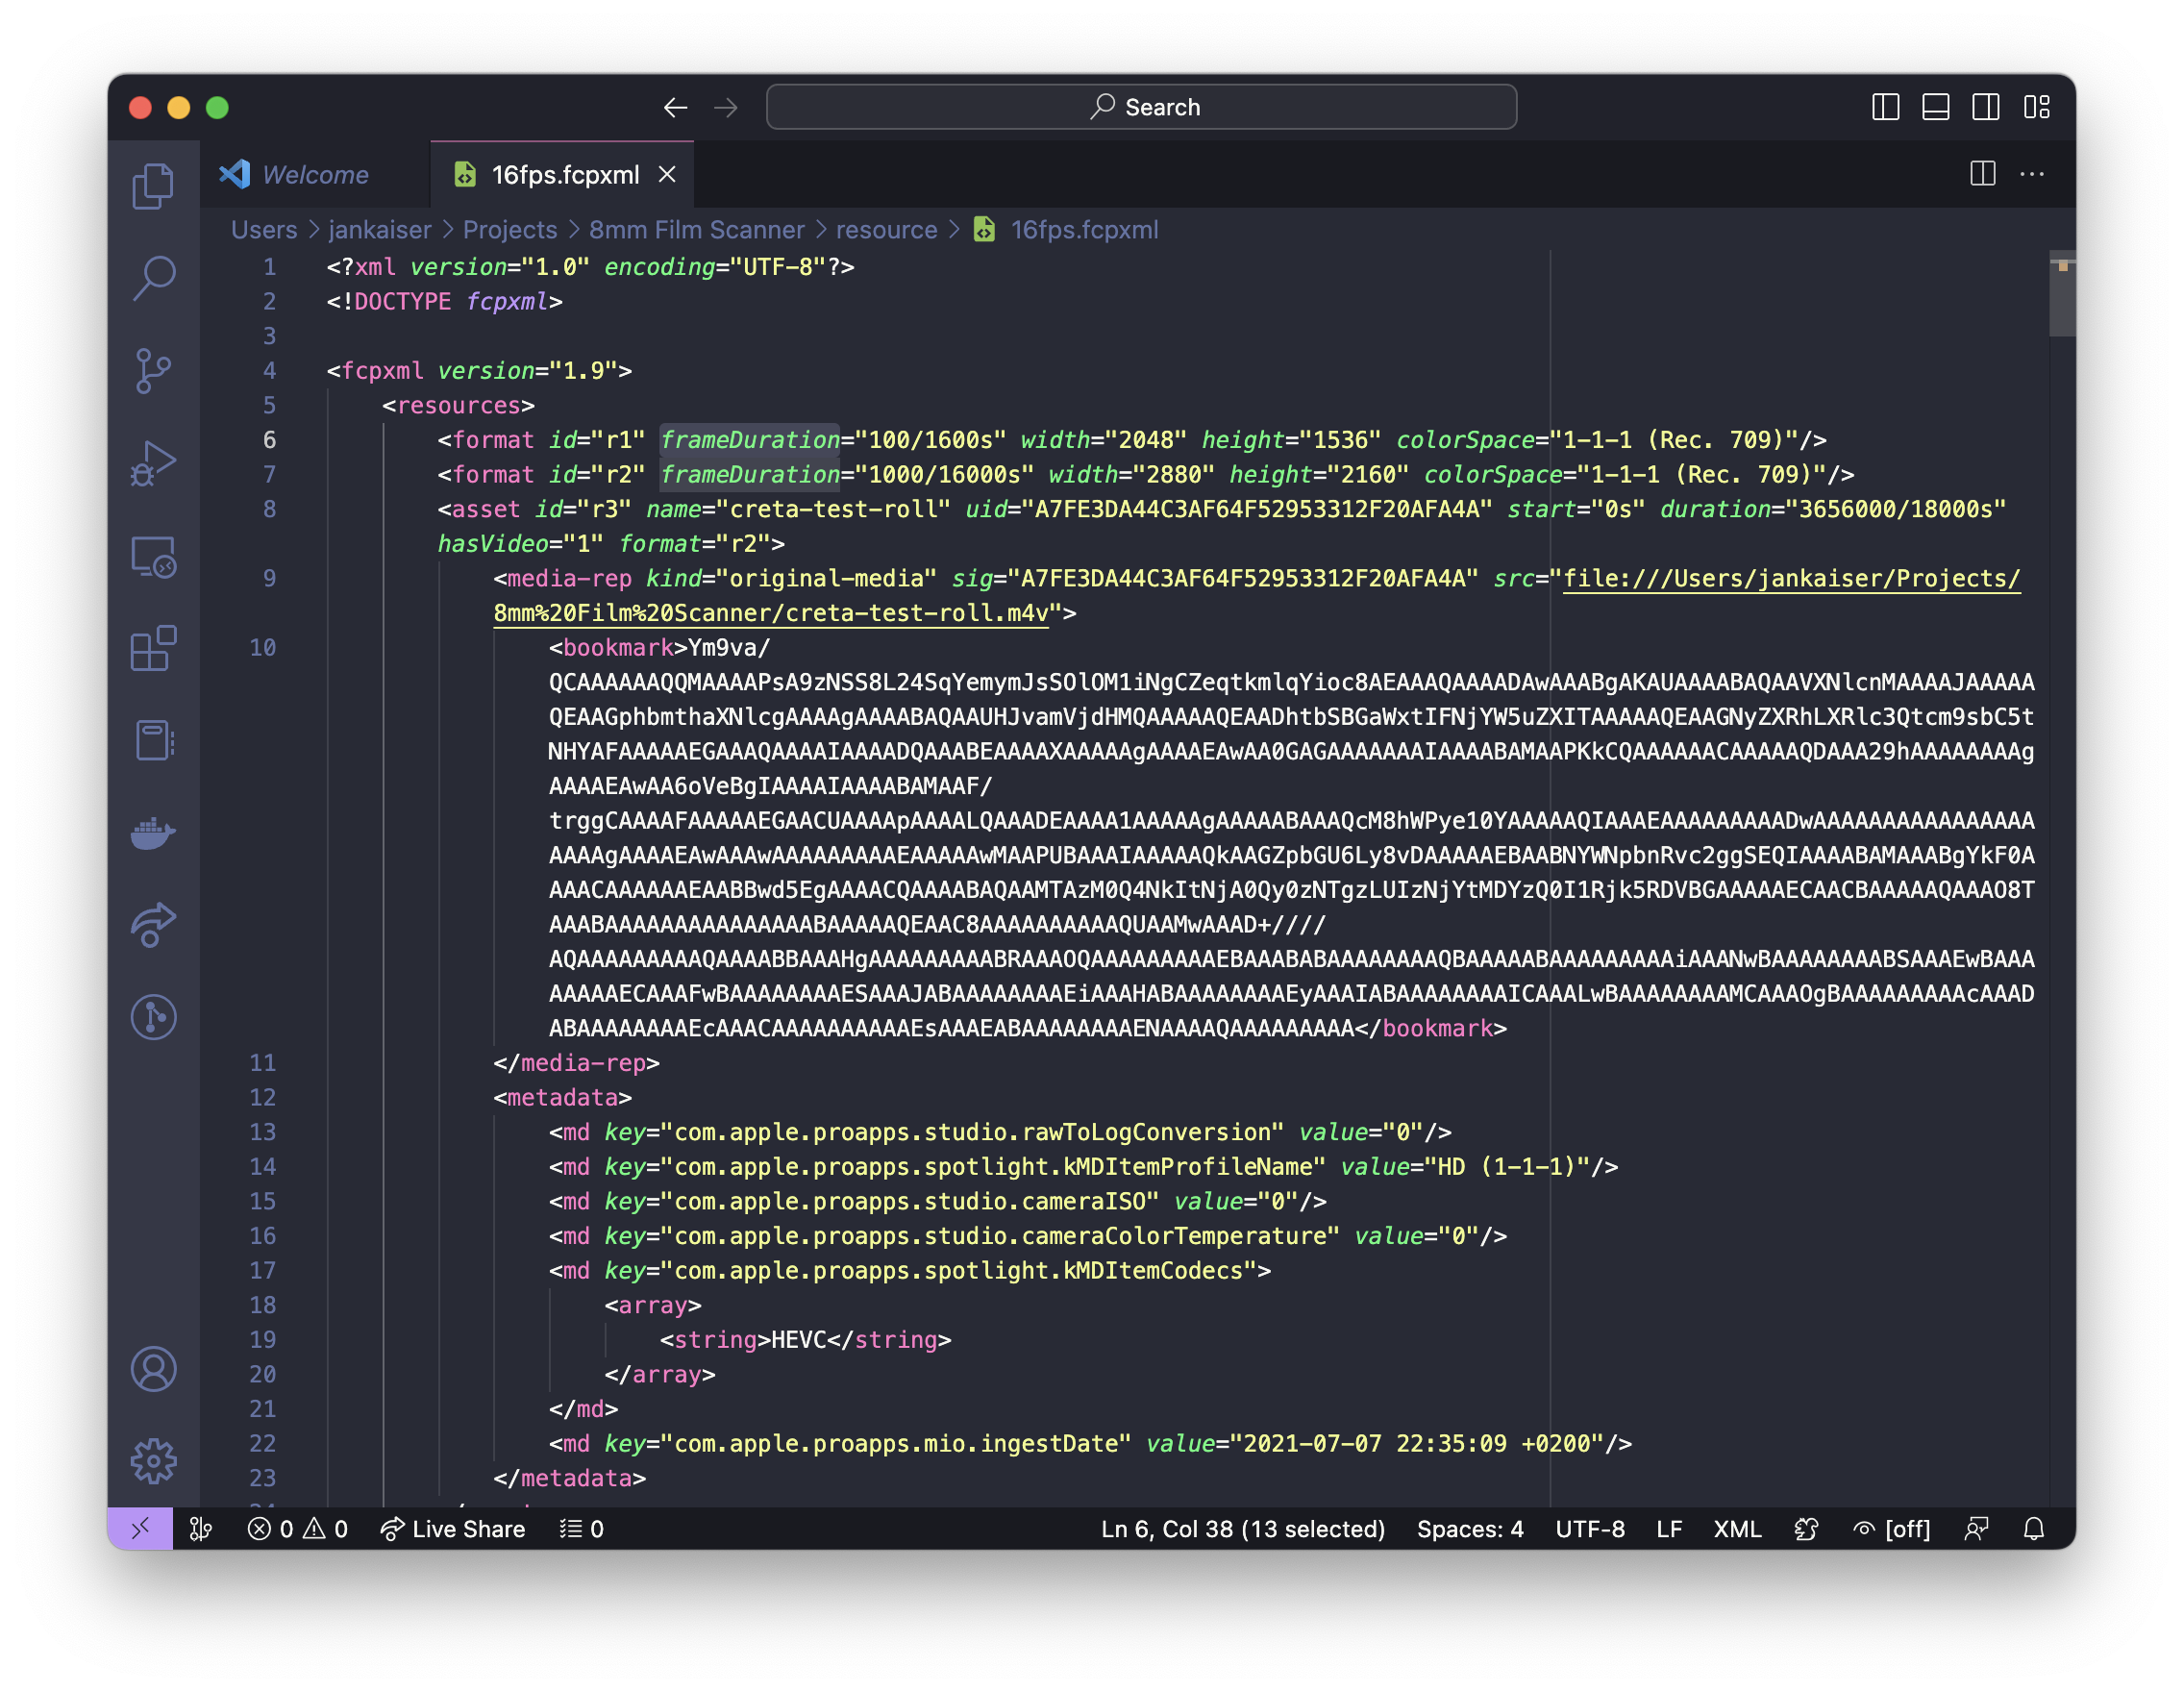 Search
Welcome
16fps.fcpxml
Users > jankaiser > Projects > 8mm Film Scanner > resource > 16fps.fcpxml
1 <?xml version="1.0" encoding="UTF-8"?>
2 <!DOCTYPE fcpxml>
3
4 <fcpxml version="1.9">
5 <resources>
6 <format id="r1" frameDuration="100/1600s" width="2048" height="1536" colorSpace="1-1-1 (Rec. 709)"/>
7 <format id="r2" frameDuration="1000/16000s" width="2880" height="2160" colorSpace="1-1-1 (Rec. 709)"/>
8 <asset id="r3" name="creta-test-roll" uid="A7FE3DA44C3AF64F52953312F20AFA4A" start="0s" duration="3656000/18000s"
hasVideo="1" format="r2">
9 <media-rep kind="original-media" sig="A7FE3DA44C3AF64F52953312F20AFA4A" src="file:///Users/jankaiser/Projects/
8mm%20Film%20Scanner/creta-test-roll.m4v">
10 <bookmark>Ym9va/
QCAAAAAAQQMAAAAPsA9zNSS8L24SqYemymJsSOlOM1iNgCZeqtkmlqYioc8AEAAAQAAAADAwAAABgAKAUAAAABAQAAVXNlcnMAAAAJAAAAA
QEAAGphbmthaXNlcgAAAAgAAAABAQAAUHJvamVjdHMQAAAAAQEAADhtbSBGaWxtIFNjYW5uZXITAAAAAQEAAGNyZXRhLXRlc3Qtcm9sbC5t
NHYAFAAAAAEGAAAQAAAAIAAAADQAAABEAAAAXAAAAAgAAAAEAwAA0GAGAAAAAAAIAAAABAMAAPKkCQAAAAAACAAAAAQDAAA29hAAAAAAAAg
AAAAEAwAA6oVeBgIAAAAIAAAABAMAAF/
trggCAAAAFAAAAAEGAACUAAAApAAAALQAAADEAAAA1AAAAAgAAAAABAAAQcM8hWPye10YAAAAAQIAAAEAAAAAAAAADwAAAAAAAAAAAAAAAA
AAAAgAAAAEAwAAAwAAAAAAAAAEAAAAAwMAAPUBAAAIAAAAAQkAAGZpbGU6Ly8vDAAAAAEBAABNYWNpbnRvc2ggSEQIAAAABAMAAABgYkF0A
AAACAAAAAAEAABBwd5EgAAAACQAAAABAQAAMTAzM0Q4NkItNjA0Qy0zNTgzLUIzNjYtMDYzQ0I1Rjk5RDVBGAAAAAECAACBAAAAAQAAAO8T
AAABAAAAAAAAAAAAAAABAAAAAQEAAC8AAAAAAAAAAQUAAMwAAAD+////
AQAAAAAAAAAQAAAABBAAAHgAAAAAAAAABRAAAOQAAAAAAAAAEBAAABABAAAAAAAAQBAAAAABAAAAAAAAAiAAANwBAAAAAAAABSAAAEwBAAA
AAAAAECAAAFwBAAAAAAAAESAAAJABAAAAAAAAEiAAAHABAAAAAAAAEyAAAIABAAAAAAAAICAAALwBAAAAAAAAMCAAAOgBAAAAAAAAAcAAAD
ABAAAAAAAAEcAAACAAAAAAAAAAEsAAAEABAAAAAAAAENAAAAQAAAAAAAAA</bookmark>
11 </media-rep>
12 <metadata>
13 <md key="com.apple.proapps.studio.rawToLogConversion" value="0"/>
14 <md key="com.apple.proapps.spotlight.kMDItemProfileName" value="HD (1-1-1)"/>
15 <md key="com.apple.proapps.studio.cameraISO" value="0"/>
16 <md key="com.apple.proapps.studio.cameraColorTemperature" value="0"/>
17 <md key="com.apple.proapps.spotlight.kMDItemCodecs">
18 <array>
19 <string>HEVC</string>
20 </array>
21 </md>
22 <md key="com.apple.proapps.mio.ingestDate" value="2021-07-07 22:35:09 +0200"/>
23 </metadata>
0 0 Live Share 0 Ln 6, Col 38 (13 selected) Spaces: 4 UTF-8 LF XML [off]